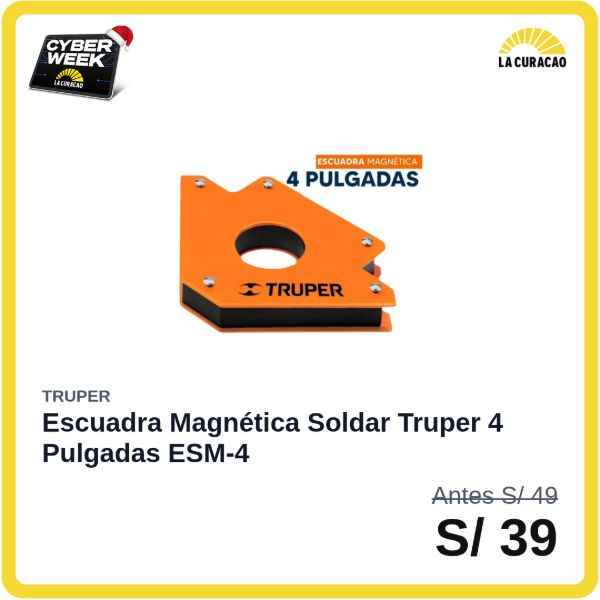 CYBER
WEEK
LA CURACAO
LA CURACAO
ESCUADRA MAGNÉTICA
4 PULGADAS
TRUPER
TRUPER
Escuadra Magnética Soldar Truper 4
Pulgadas ESM-4
Antes S/ 49
S/ 39